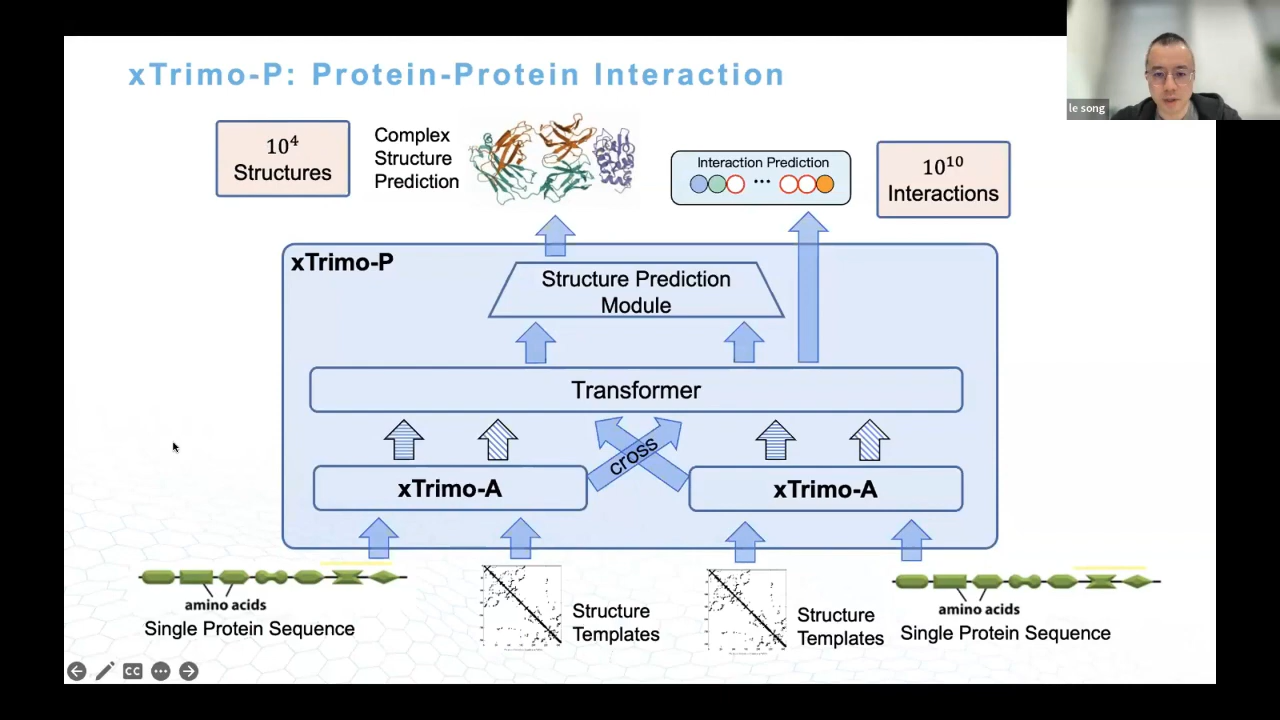 xTrimo-P: Protein-Protein Interaction
le song
10⁴
Structures
Complex
Structure
Prediction
Interaction Prediction
...
10¹⁰
Interactions
xTrimo-P
Structure Prediction
Module
Transformer
cross
xTrimo-A
xTrimo-A
amino acids
Single Protein Sequence
Structure
Templates
Structure
Templates
amino acids
Single Protein Sequence
CC